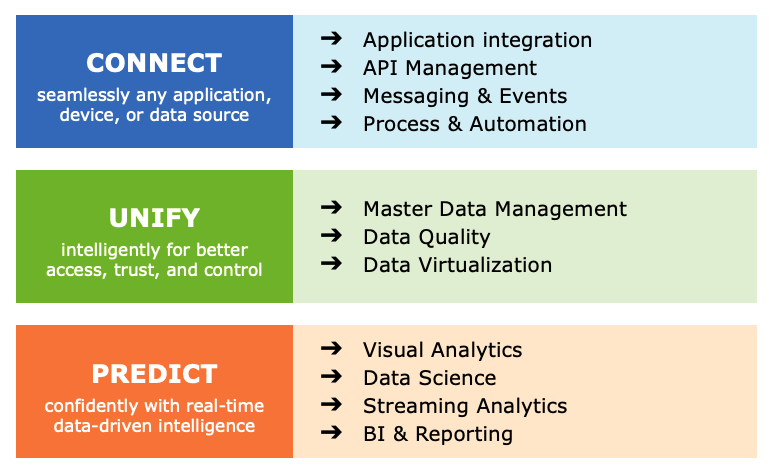 CONNECT
seamlessly any application,
device, or data source
➔ Application integration
➔ API Management
➔ Messaging & Events
➔ Process & Automation
UNIFY
intelligently for better
access, trust, and control
➔ Master Data Management
➔ Data Quality
➔ Data Virtualization
PREDICT
confidently with real-time
data-driven intelligence
➔ Visual Analytics
➔ Data Science
➔ Streaming Analytics
➔ BI & Reporting